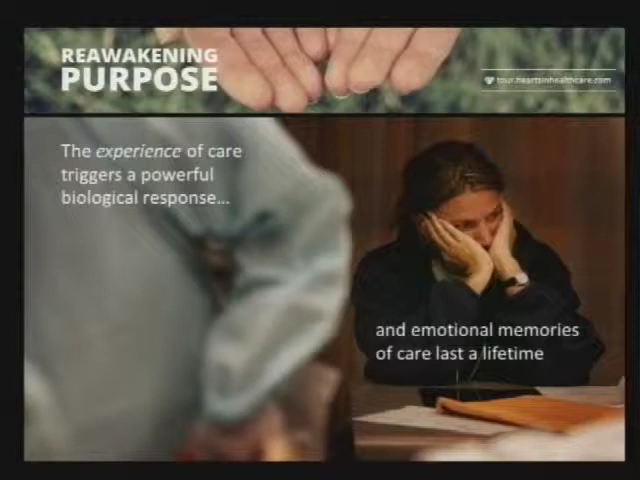 REAWAKENING
PURPOSE
tour.heartsinhealthcare.com
The experience of care
triggers a powerful
biological response...
and emotional memories
of care last a lifetime